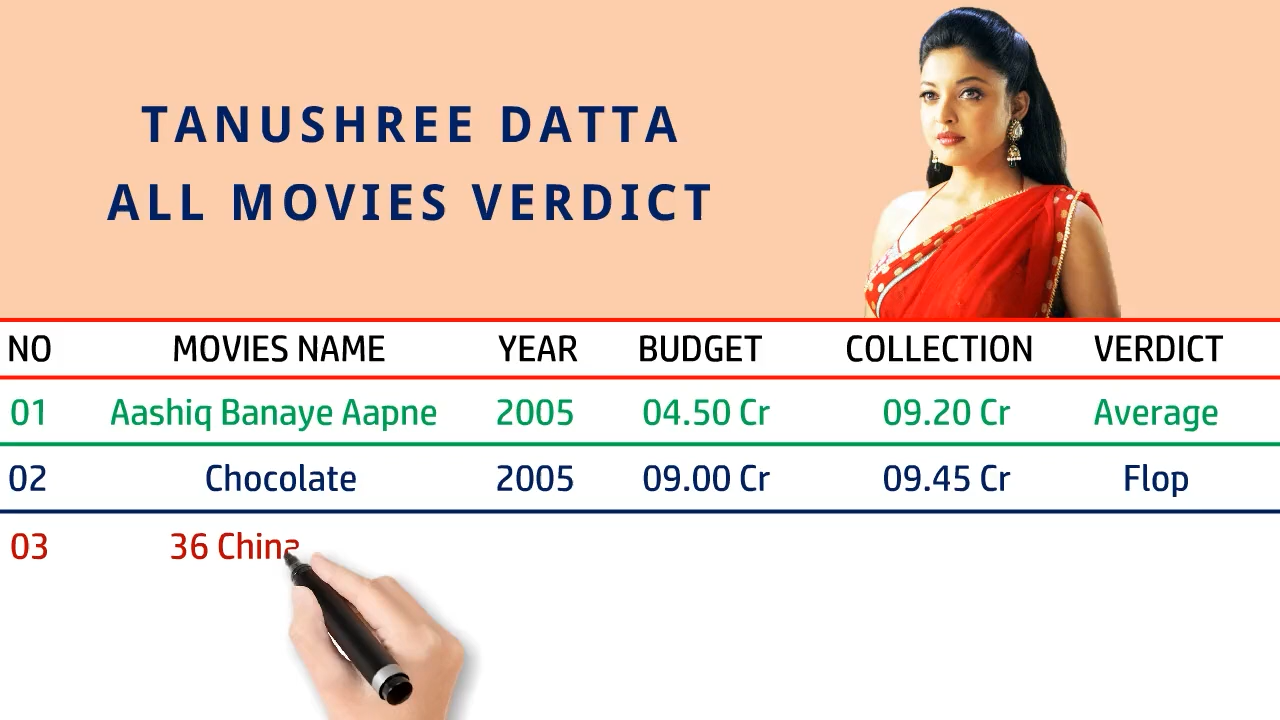 TANUSHREE DATTA
ALL MOVIES VERDICT
NO MOVIES NAME YEAR BUDGET COLLECTION VERDICT
01 Aashiq Banaye Aapne 2005 04.50 Cr 09.20 Cr Average
02 Chocolate 2005 09.00 Cr 09.45 Cr Flop
03 36 China